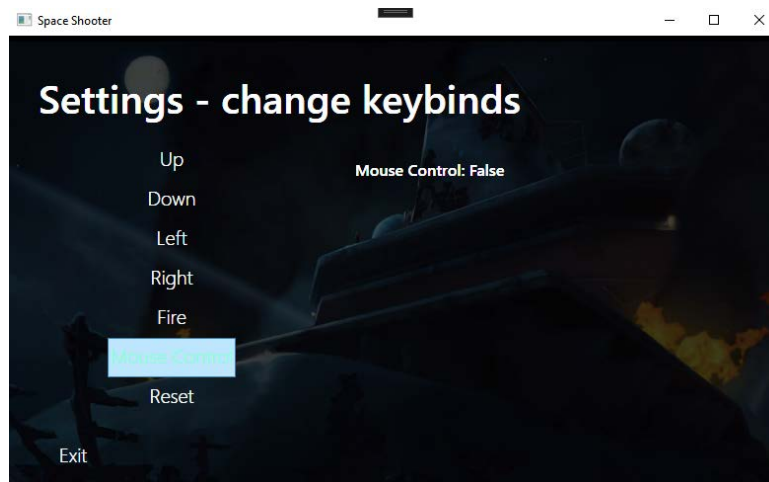 Space Shooter
Settings - change keybinds
Up
Mouse Control: False
Down
Left
Right
Fire
Mouse Control
Reset
Exit